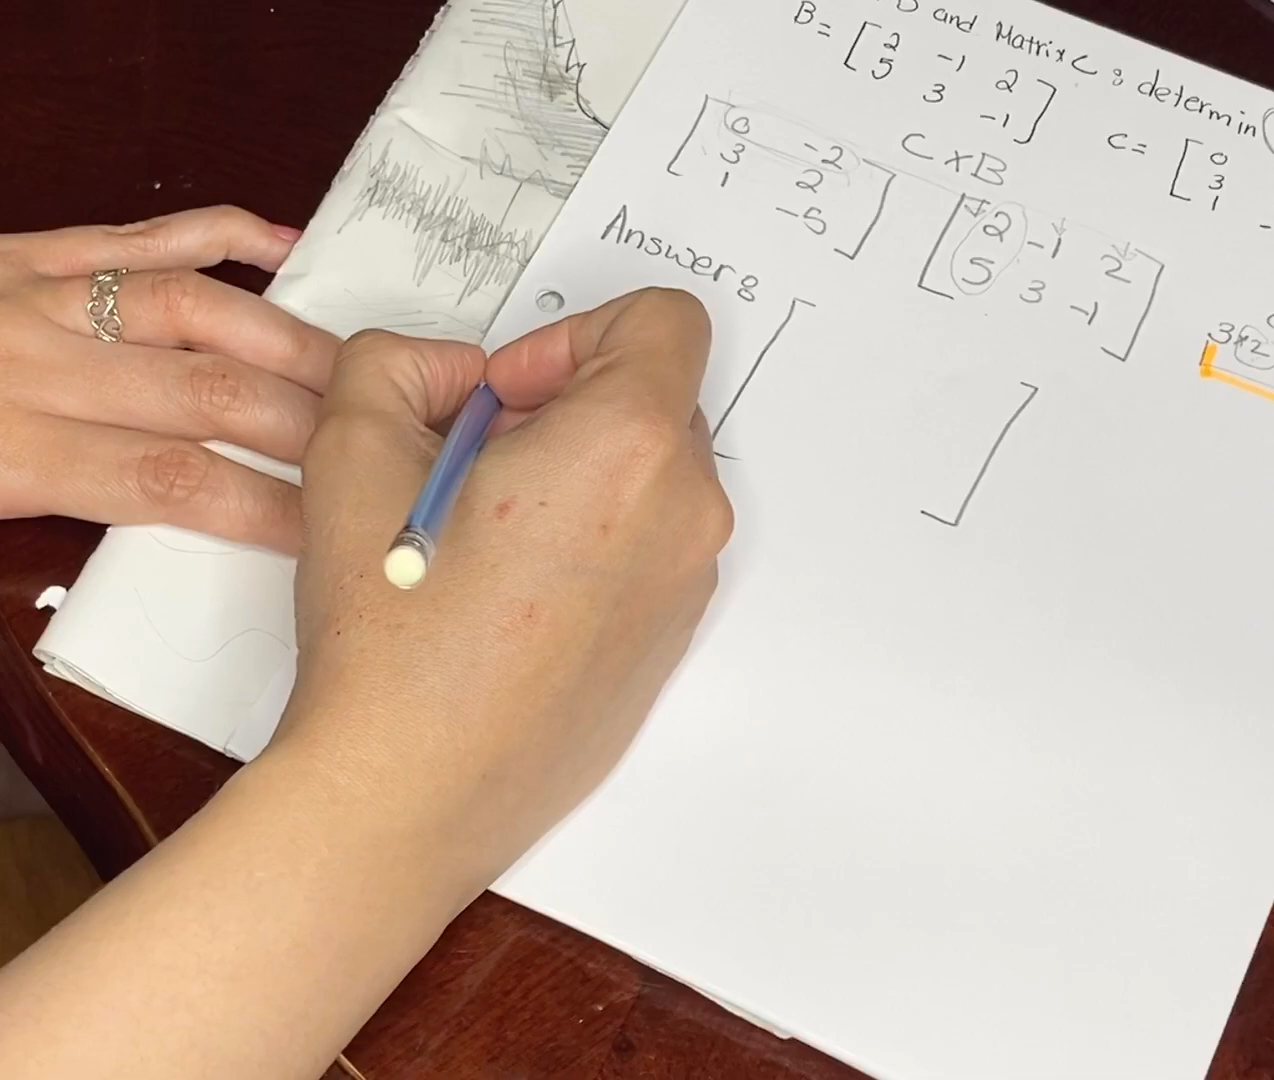 and Matrix C : determin
B = [ 2 -1 2
5 3 -1 ]
C = [ 0
3
1
C x B
[ 0 -2
3 2
1 -5 ]
[ 2 -1 2
5 3 -1 ]
Answer:
[ ]
3x2